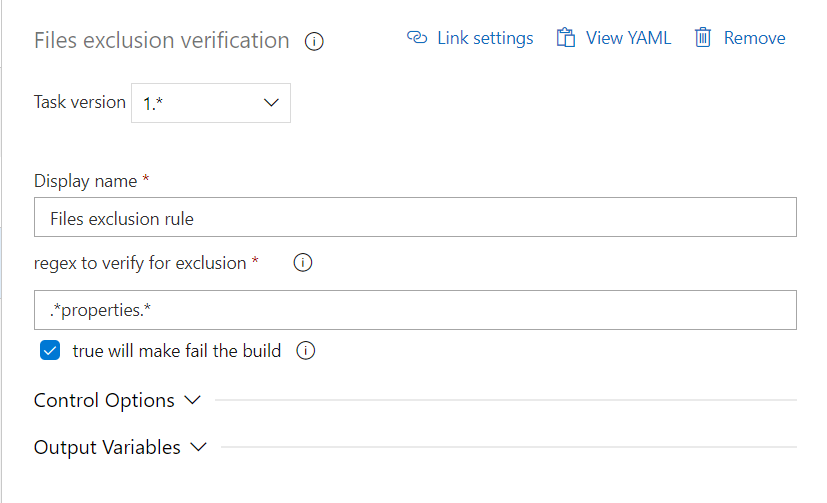 Files exclusion verification
Link settings
View YAML
Remove
Task version
1.*
Display name *
Files exclusion rule
regex to verify for exclusion *
.*properties.*
true will make fail the build
Control Options
Output Variables